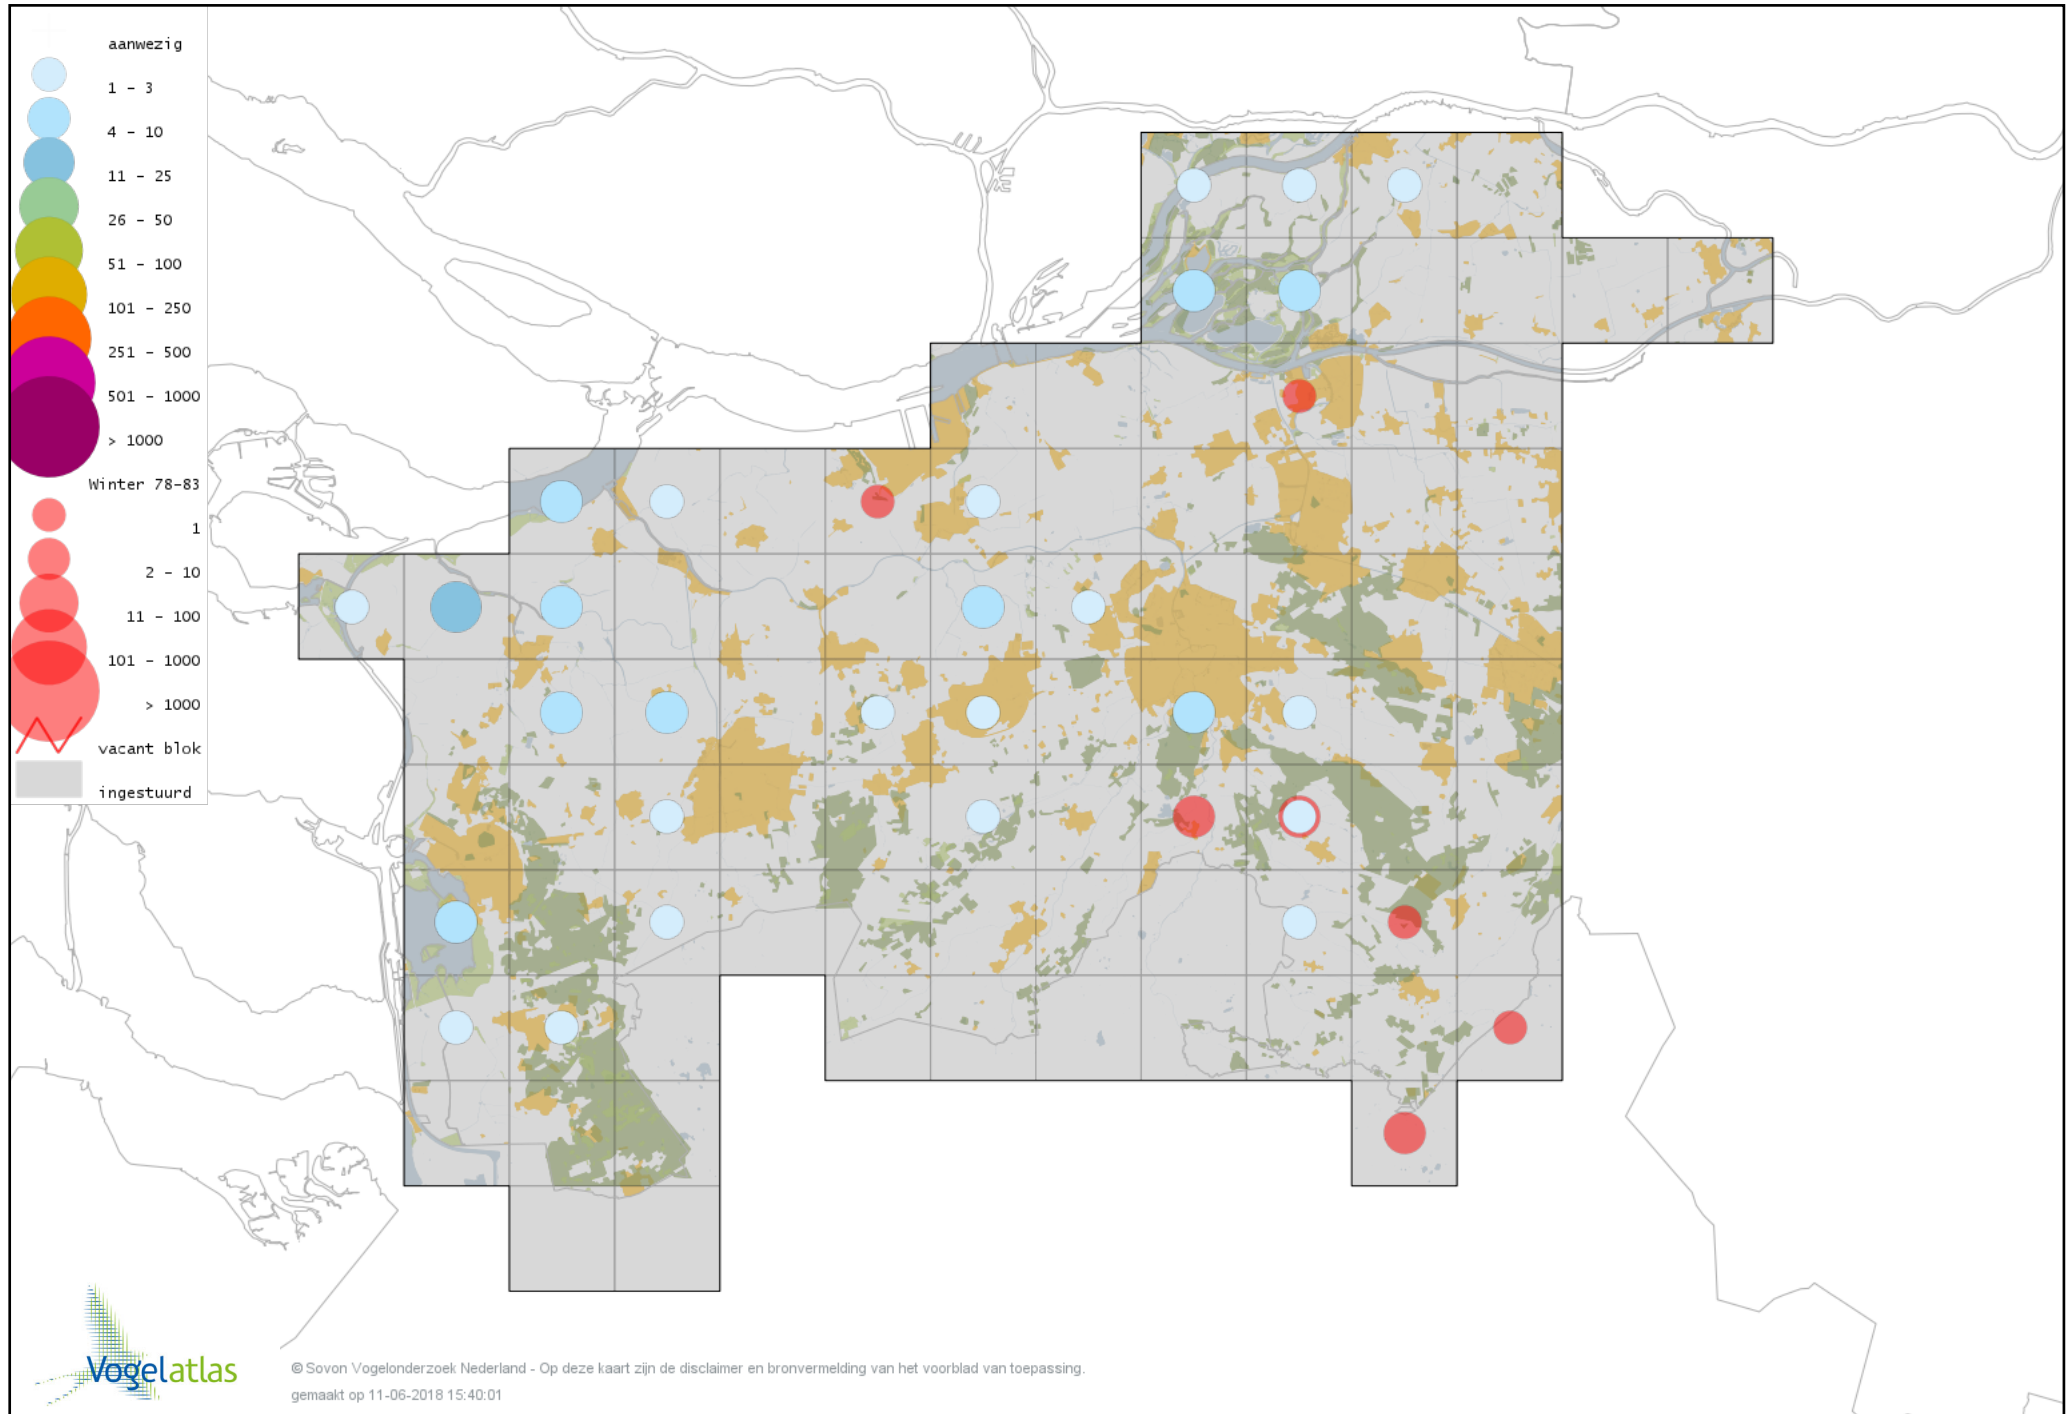 aanwezig
1 - 3
4 - 10
11 - 25
26 - 50
51 - 100
101 - 250
251 - 500
501 - 1000
> 1000
Winter 78-83
1
2 - 10
11 - 100
101 - 1000
> 1000
vacant blok
ingestuurd
Vogelatlas
© Sovon Vogelonderzoek Nederland - Op deze kaart zijn de disclaimer en bronvermelding van het voorblad van toepassing.
gemaakt op 11-06-2018 15:40:01